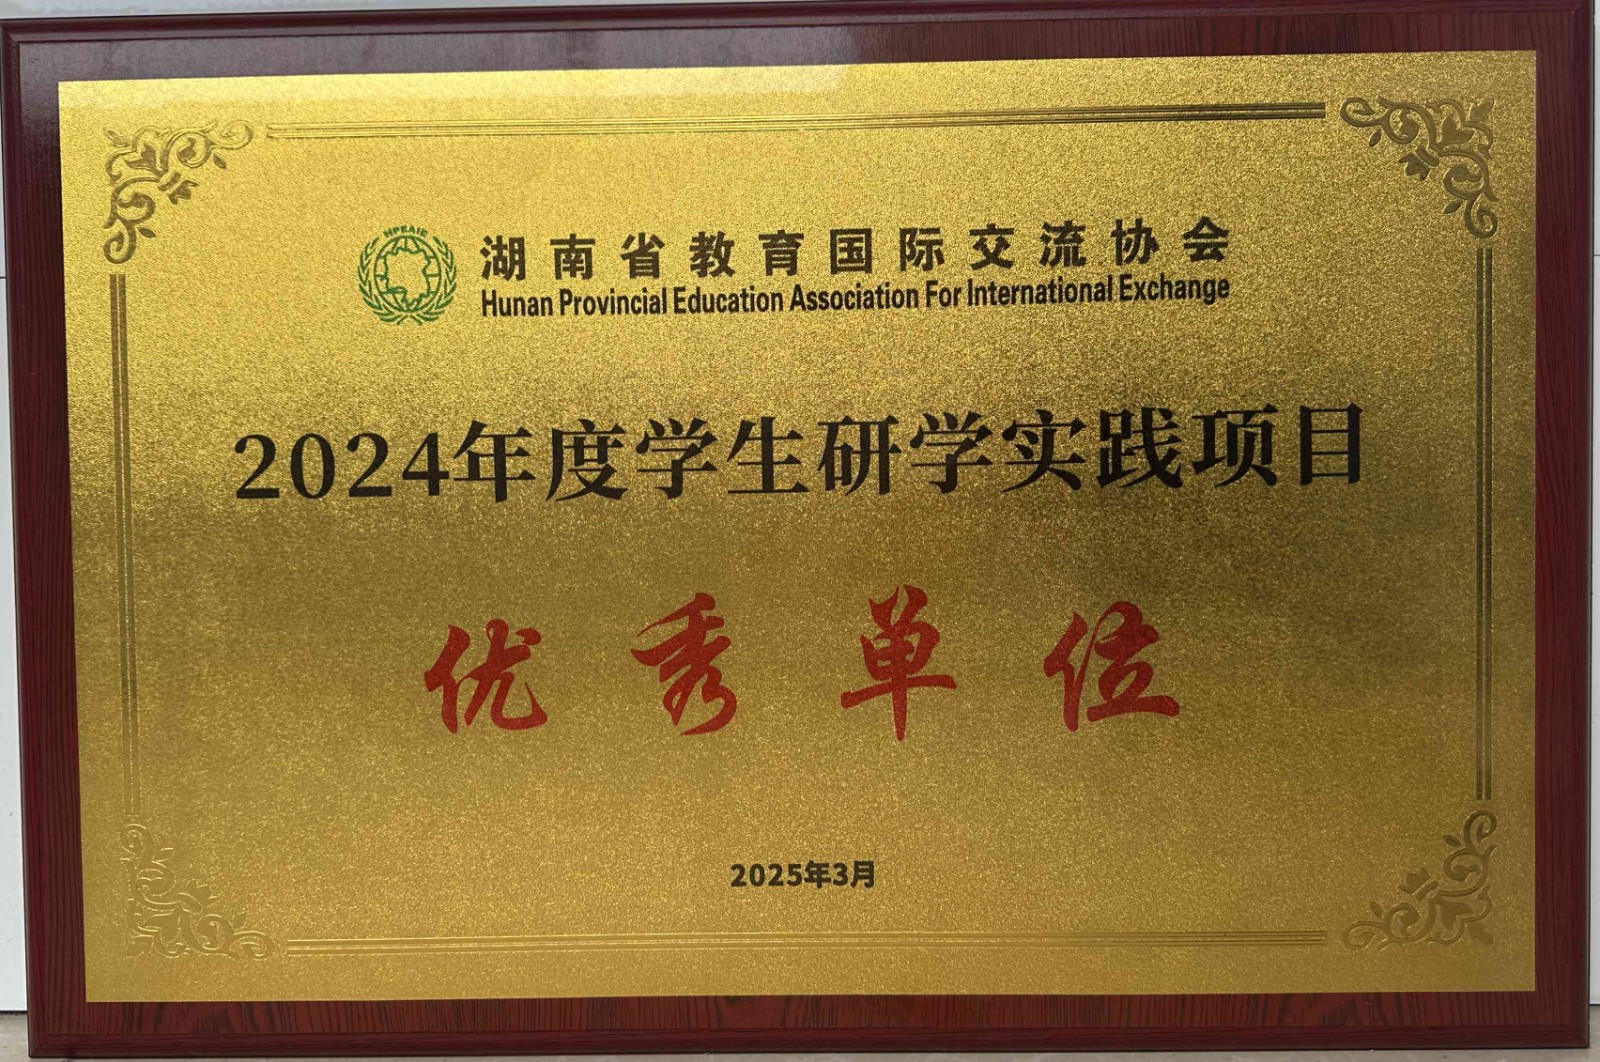 HPEAIE
湖南省教育国际交流协会
Hunan Provincial Education Association For International Exchange
2024年度学生研学实践项目
优秀单位
2025年3月